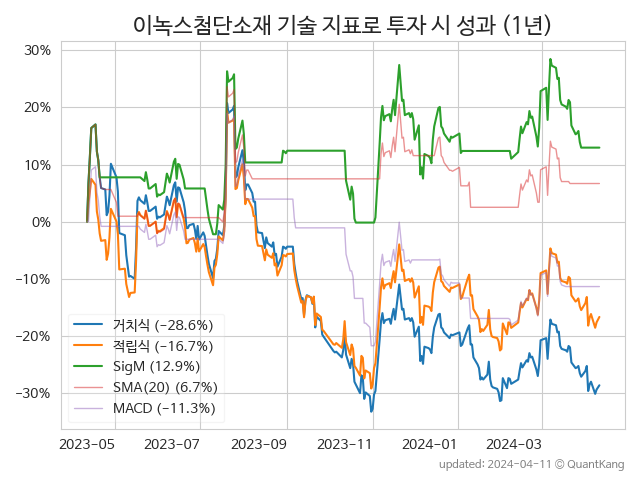 이녹스첨단소재 기술 지표로 투자 시 성과 (1년)
30%
20%
10%
0%
−10%
−20%
−30%
거치식 (−28.6%)
적립식 (−16.7%)
SigM (12.9%)
SMA(20) (6.7%)
MACD (−11.3%)
2023-05 2023-07 2023-09 2023-11 2024-01 2024-03
updated: 2024-04-11 © QuantKang